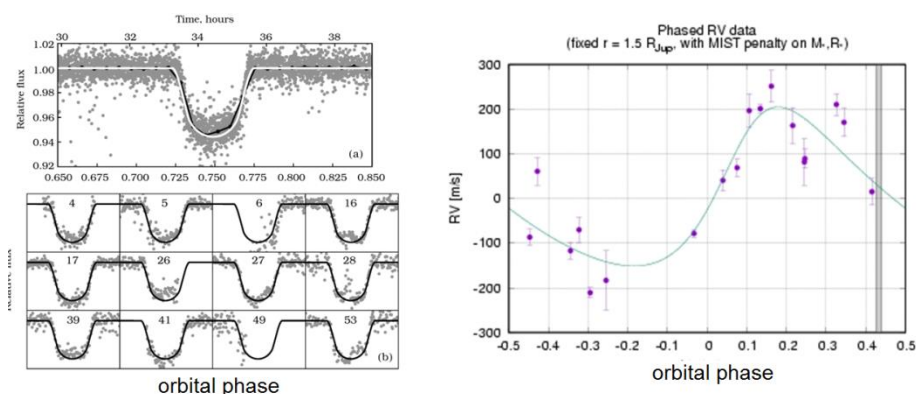 Time, hours
30 33 34 35 36 39
1.02
1.00
0.98
0.96
0.94
0.92
Relative flux
(a)
0.650 0.675 0.700 0.725 0.750 0.775 0.800 0.825 0.850
4 5 6 16
17 26 27 28
39 41 49 53
(b)
orbital phase
Phased RV data
(fixed r = 1.5 RJup, with MIST penalty on M*,R*)
300
200
100
0
-100
-200
-300
RV [m/s]
-0.5 -0.4 -0.3 -0.2 -0.1 0 0.1 0.2 0.3 0.4 0.5
orbital phase